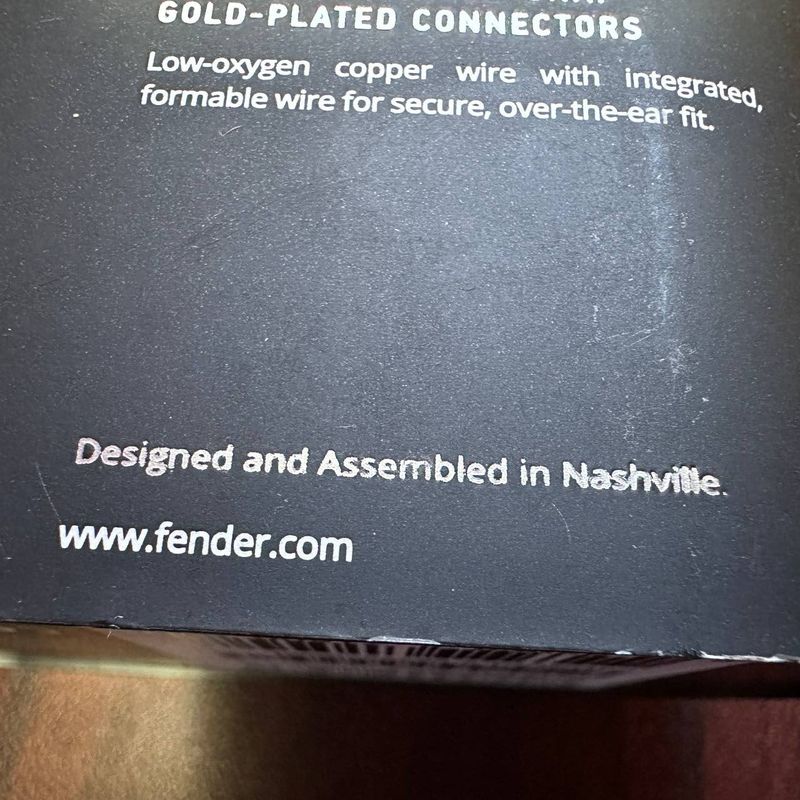 GOLD-PLATED CONNECTORS
Low-oxygen copper wire with integrated,
formable wire for secure, over-the-ear fit.
Designed and Assembled in Nashville.
www.fender.com